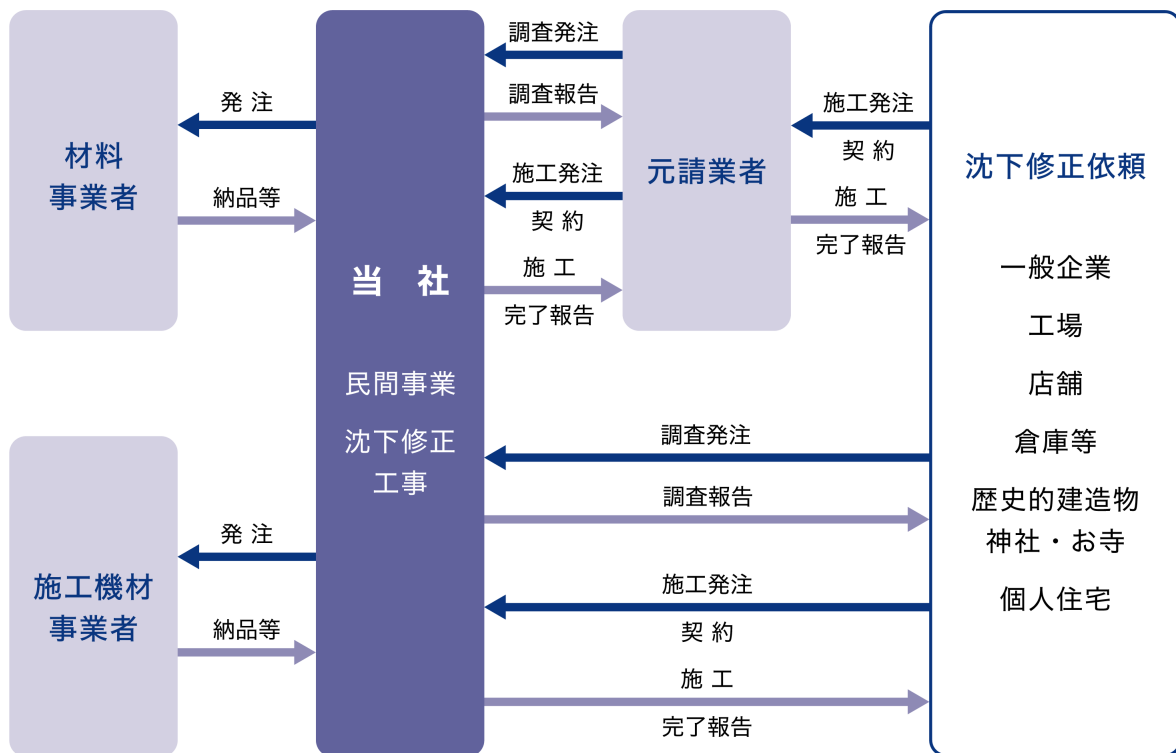 材料
事業者
発 注
納品等
施工機材
事業者
発 注
納品等
当 社
民間事業
沈下修正
工事
調査発注
調査報告
施工発注
契 約
施 工
完了報告
元請業者
施工発注
契 約
施 工
完了報告
調査発注
調査報告
施工発注
契 約
施 工
完了報告
沈下修正依頼
一般企業
工場
店舗
倉庫等
歴史的建造物
神社・お寺
個人住宅